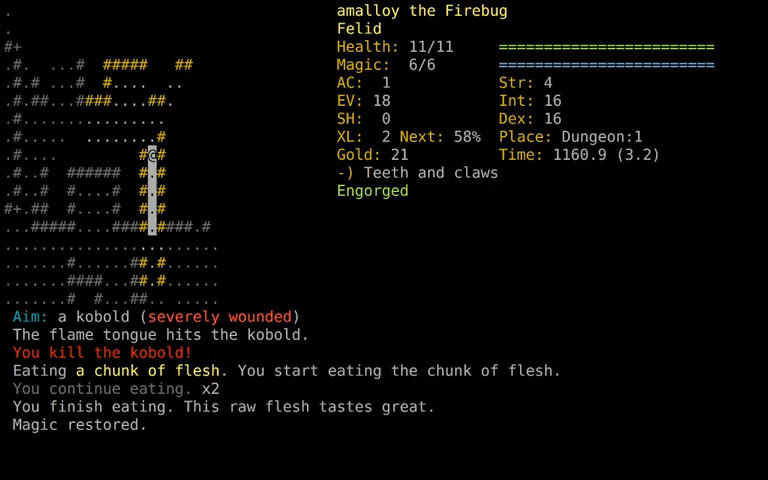 amalloy the Firebug
Felid
Health: 11/11 ========================
Magic: 6/6 ========================
AC: 1 Str: 4
EV: 18 Int: 16
SH: 0 Dex: 16
XL: 2 Next: 58% Place: Dungeon:1
Gold: 21 Time: 1160.9 (3.2)
-) Teeth and claws
Engorged
Aim: a kobold (severely wounded)
The flame tongue hits the kobold.
You kill the kobold!
Eating a chunk of flesh. You start eating the chunk of flesh.
You continue eating. x2
You finish eating. This raw flesh tastes great.
Magic restored.